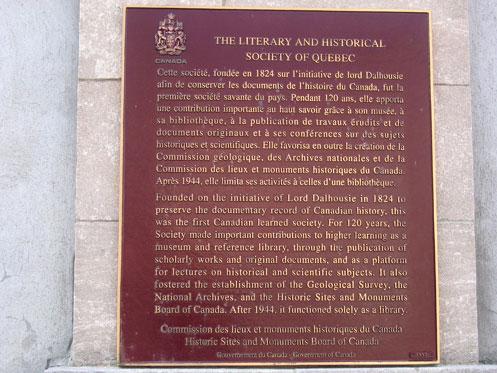 CANADA
THE LITERARY AND HISTORICAL
SOCIETY OF QUEBEC
Cette société, fondée en 1824 sur l'initiative de lord Dalhousie
afin de conserver les documents de l'histoire du Canada, fut la
première société savante du pays. Pendant 120 ans, elle apporta
une contribution importante au haut savoir grâce à son musée, à
sa bibliothèque, à la publication de travaux érudits et de
documents originaux et à ses conférences sur des sujets
historiques et scientifiques. Elle favorisa en outre la création de la
Commission géologique, des Archives nationales et de la
Commission des lieux et monuments historiques du Canada.
Après 1944, elle limita ses activités à celles d'une bibliothèque.
Founded on the initiative of Lord Dalhousie in 1824 to
preserve the documentary record of Canadian history, this
was the first Canadian learned society. For 120 years, the
Society made important contributions to higher learning as a
museum and reference library, through the publication of
scholarly works and original documents, and as a platform
for lectures on historical and scientific subjects. It also
fostered the establishment of the Geological Survey, the
National Archives, and the Historic Sites and Monuments
Board of Canada. After 1944, it functioned solely as a library.
Commission des lieux et monuments historiques du Canada
Historic Sites and Monuments Board of Canada
Gouvernement du Canada - Government of Canada